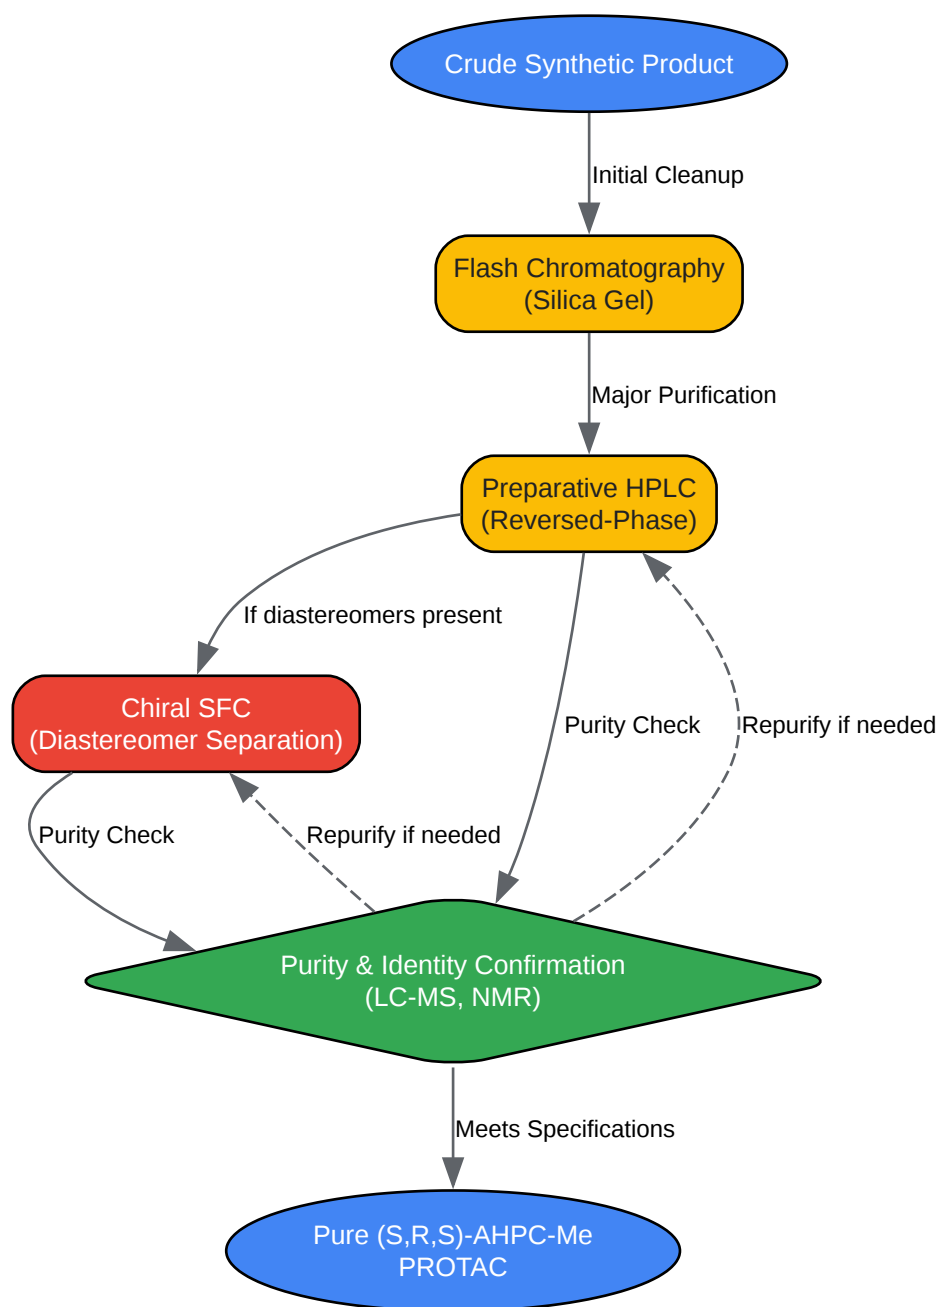 Crude Synthetic Product
Initial Cleanup
Flash Chromatography
(Silica Gel)
Major Purification
Preparative HPLC
(Reversed-Phase)
If diastereomers present
Chiral SFC
(Diastereomer Separation)
Purity Check
Repurify if needed
Purity Check
Repurify if needed
Purity & Identity Confirmation
(LC-MS, NMR)
Meets Specifications
Pure (S,R,S)-AHPC-Me
PROTAC